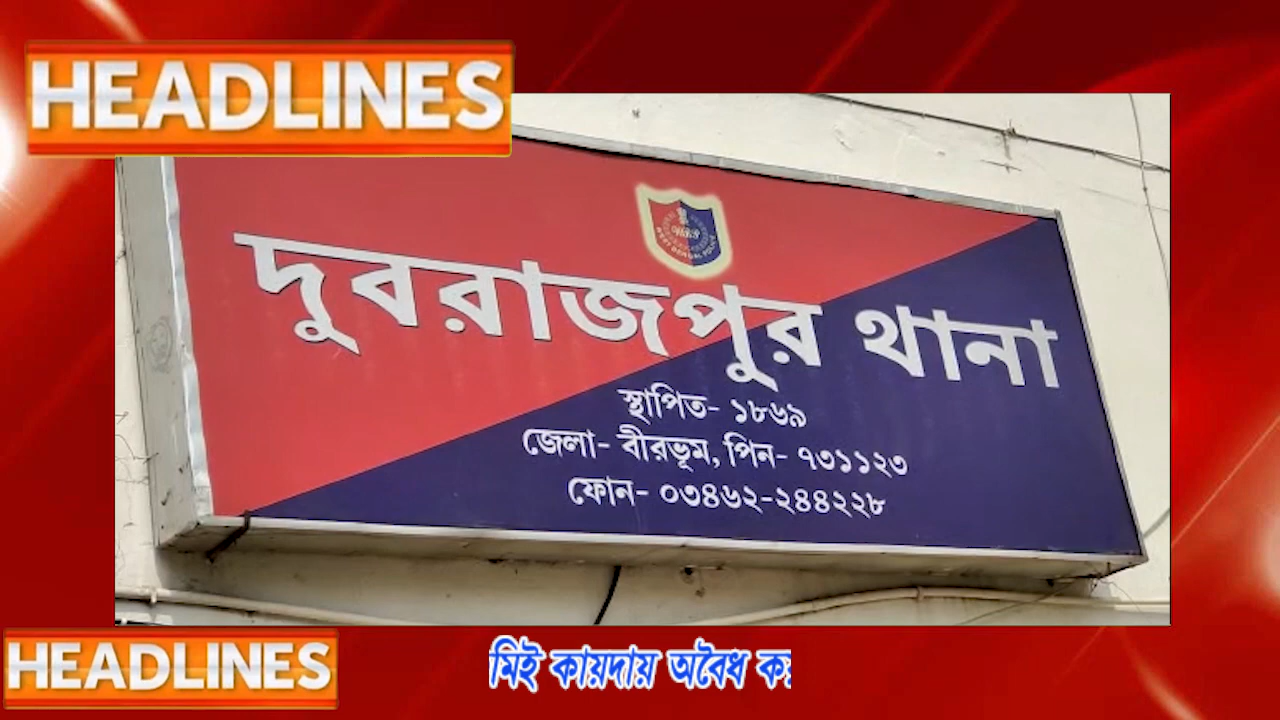 HEADLINES
দুবরাজপুর থানা
স্থাপিত- ১৮৬৯
জেলা- বীরভূম, পিন- ৭৩১১২৩
ফোন- ০৩৪৬২-২৪৪২২৮
HEADLINES
কায়দায় অবৈধ